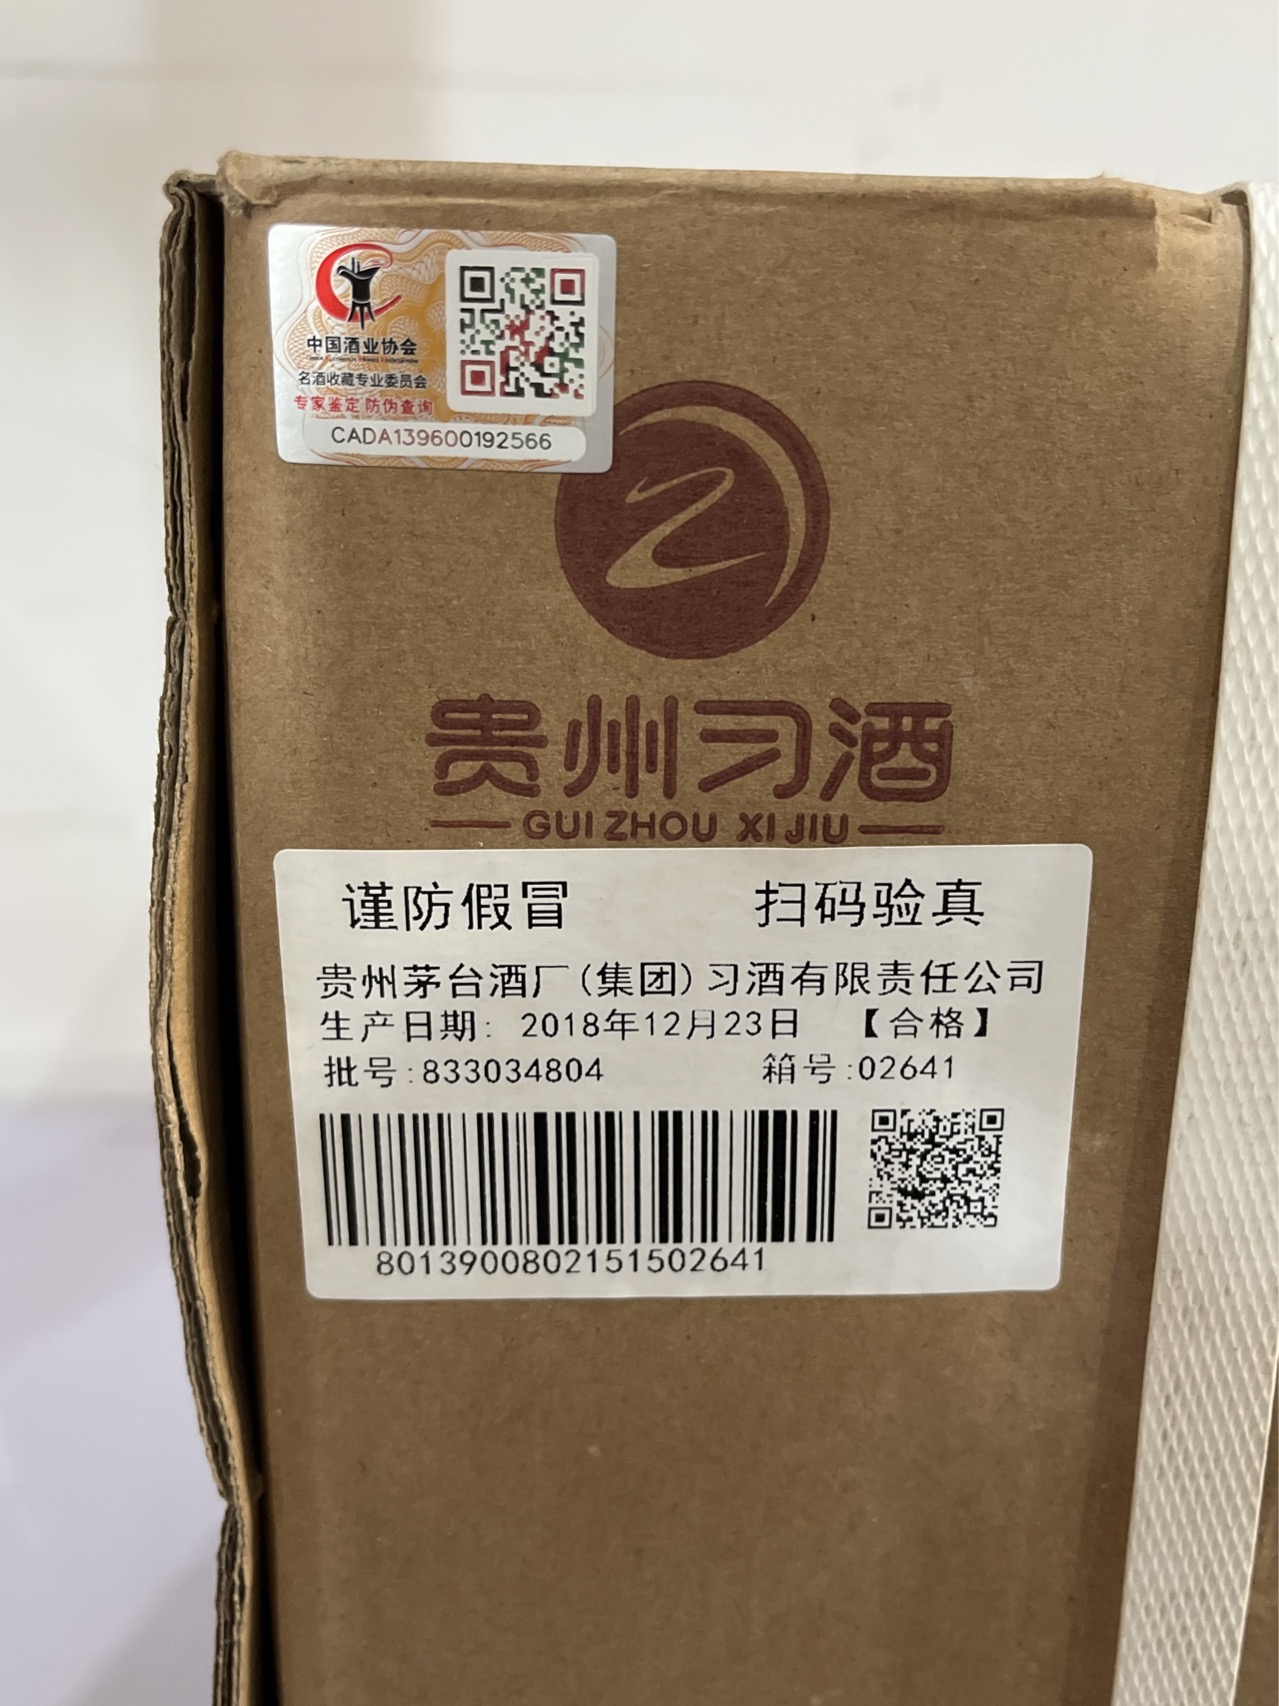 中国酒业协会
名酒收藏专业委员会
专家鉴定 防伪查询
CADA139600192566
贵州习酒
GUI ZHOU XI JIU
谨防假冒 扫码验真
贵州茅台酒厂(集团)习酒有限责任公司
生产日期: 2018年12月23日 【合格】
批号:833034804 箱号:02641
8013900802151502641